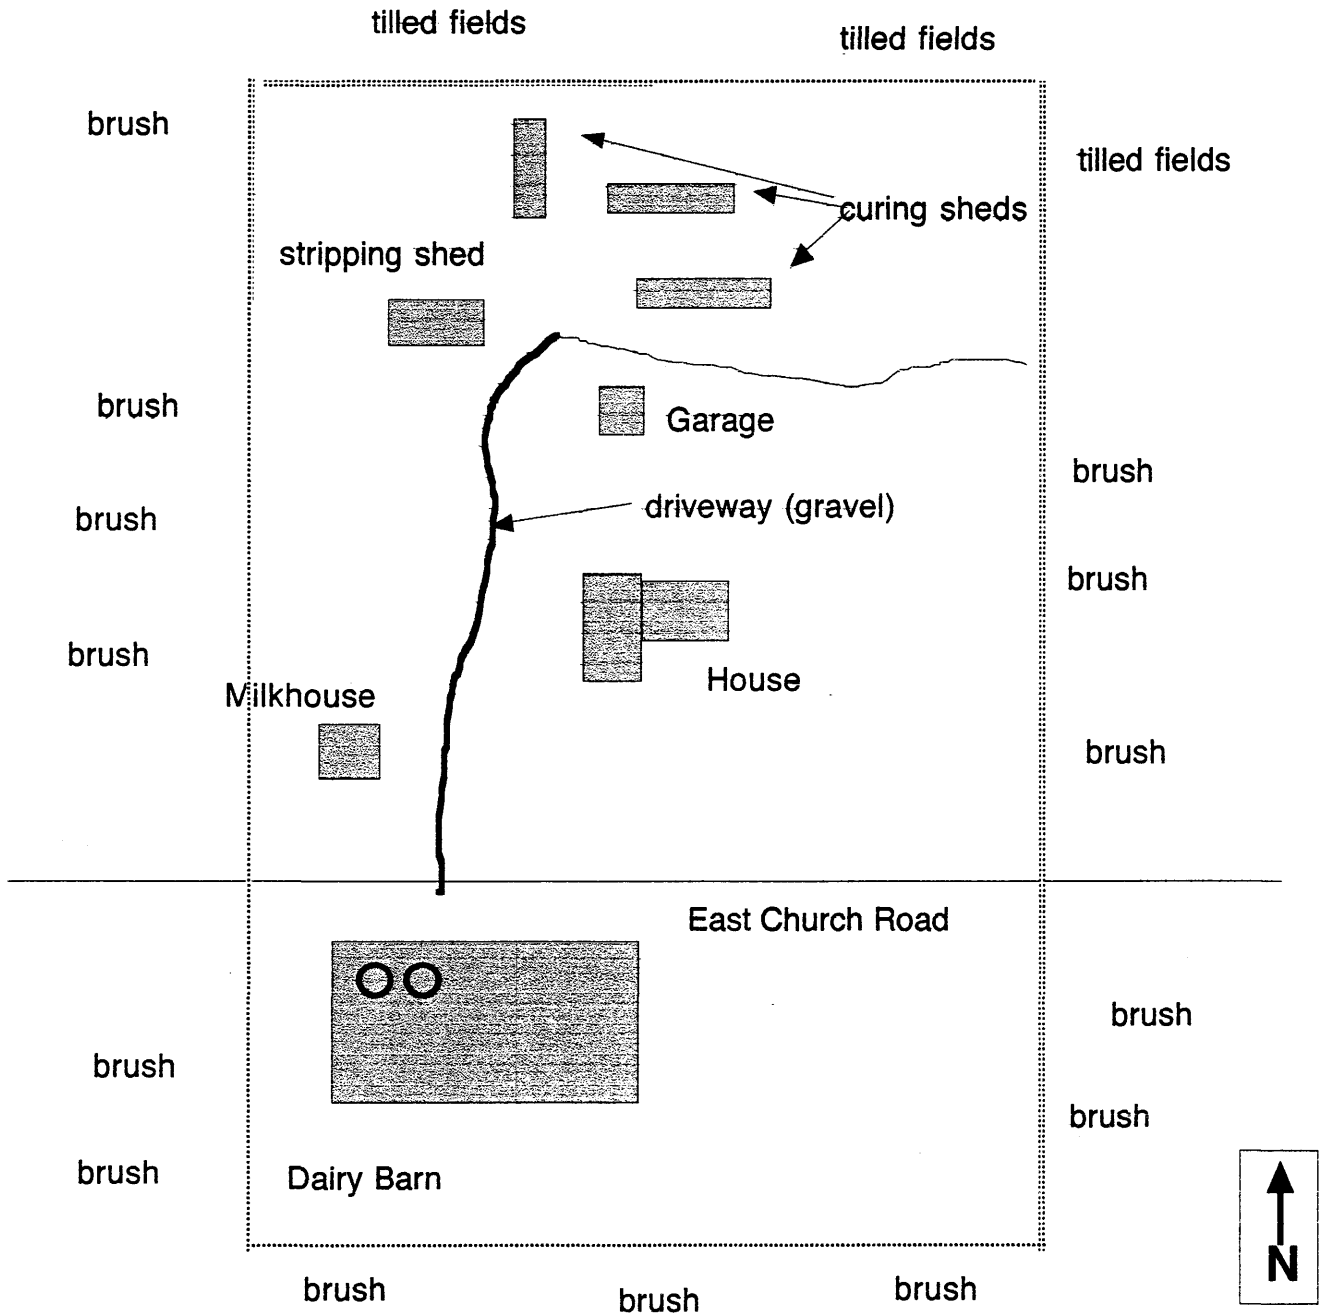 tilled fields
tilled fields
brush
tilled fields
curing sheds
stripping shed
brush
Garage
brush
driveway (gravel)
brush
brush
brush
House
Milkhouse
brush
East Church Road
brush
brush
brush
brush
Dairy Barn
N
brush
brush
brush